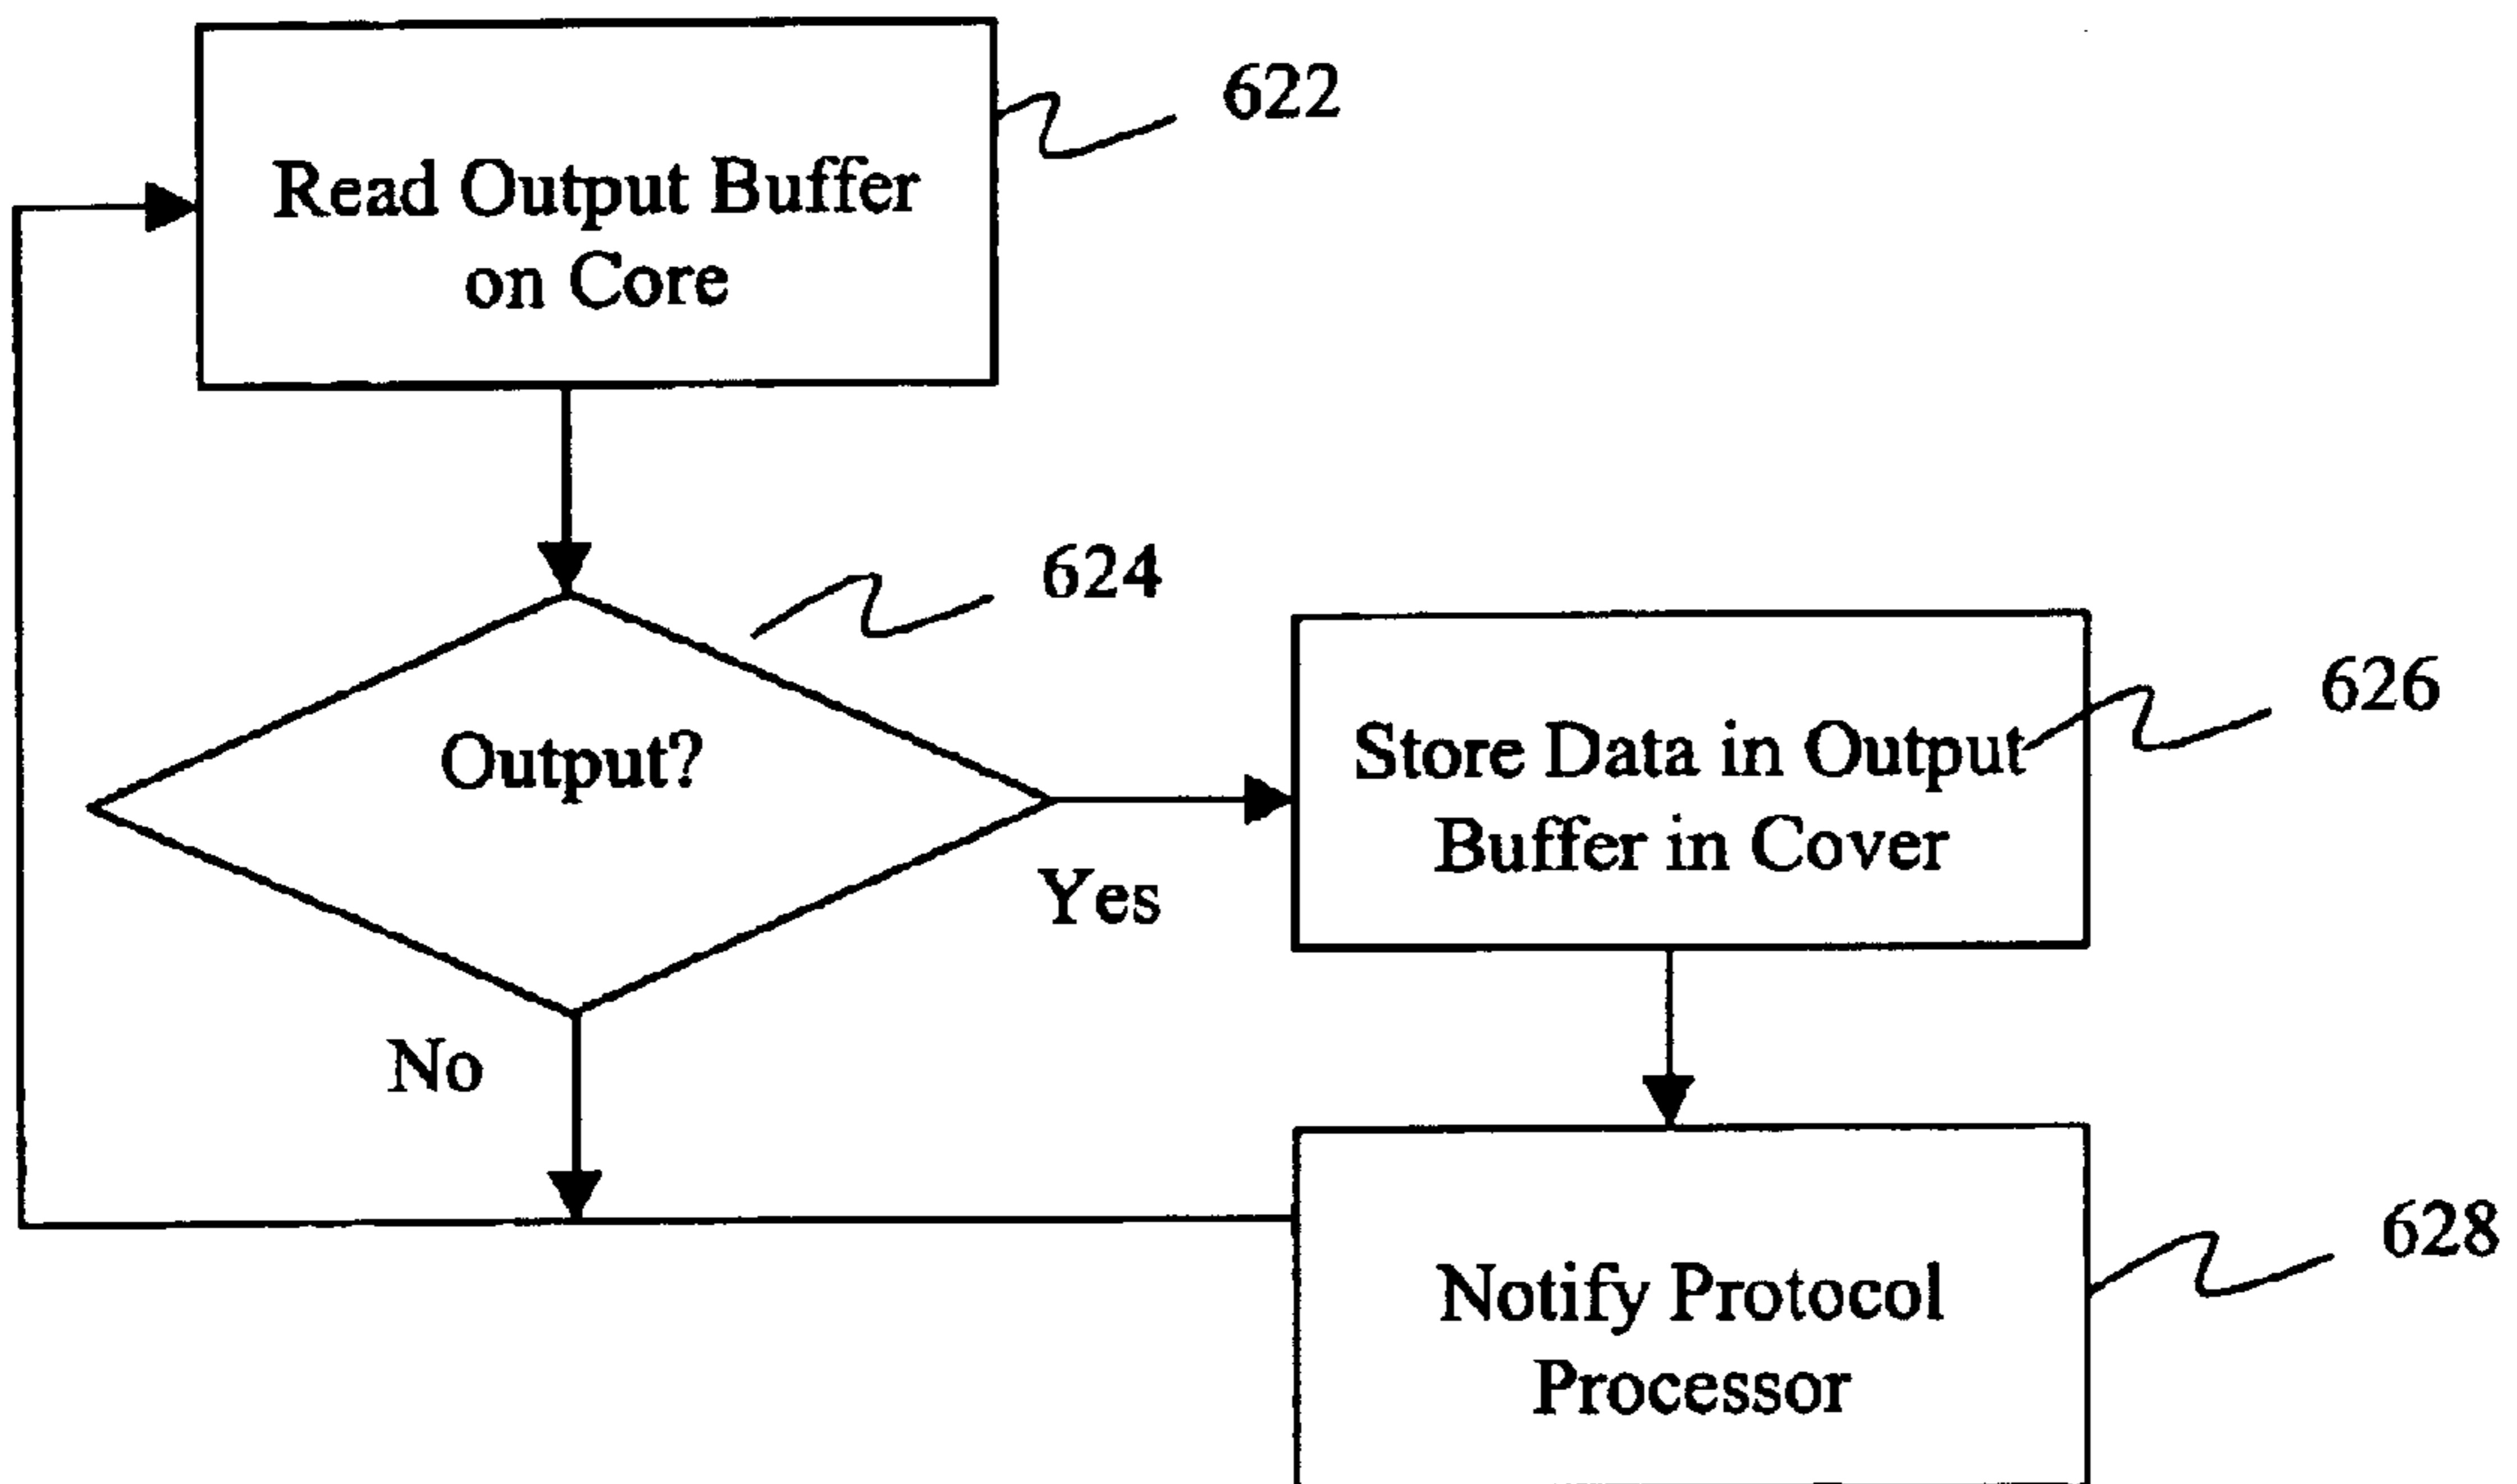 622
Read Output Buffer
on Core
624
Output?
Yes
No
626
Store Data in Output
Buffer in Cover
628
Notify Protocol
Processor